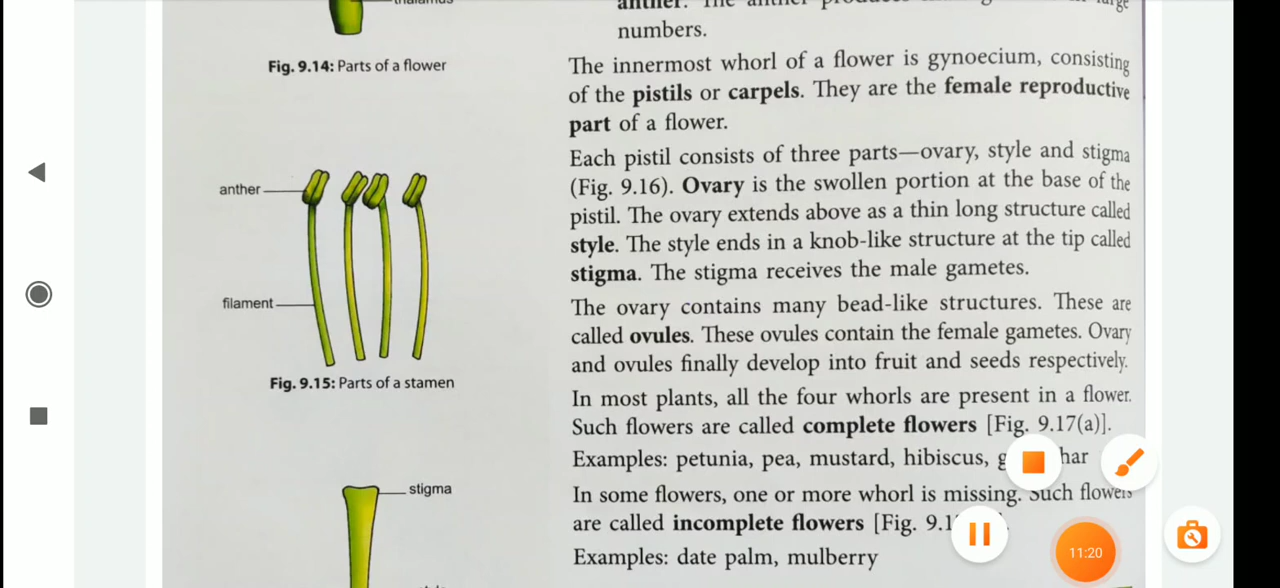 thalamus
Fig. 9.14: Parts of a flower
anther
filament
Fig. 9.15: Parts of a stamen
stigma
anther. The anther large
numbers.
The innermost whorl of a flower is gynoecium, consisting
of the pistils or carpels. They are the female reproductive
part of a flower.
Each pistil consists of three parts—ovary, style and stigma
(Fig. 9.16). Ovary is the swollen portion at the base of the
pistil. The ovary extends above as a thin long structure called
style. The style ends in a knob-like structure at the tip called
stigma. The stigma receives the male gametes.
The ovary contains many bead-like structures. These are
called ovules. These ovules contain the female gametes. Ovary
and ovules finally develop into fruit and seeds respectively.
In most plants, all the four whorls are present in a flower.
Such flowers are called complete flowers [Fig. 9.17(a)].
Examples: petunia, pea, mustard, hibiscus,
In some flowers, one or more whorl is missing. Such flowers
are called incomplete flowers [Fig.
Examples: date palm, mulberry
11:20